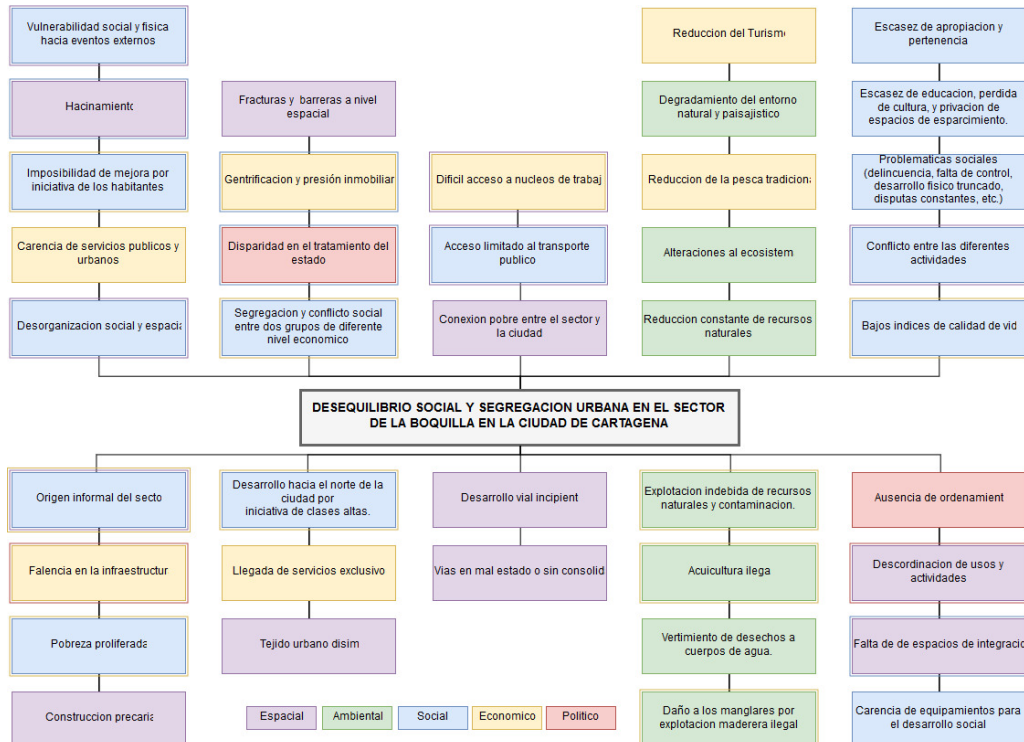 Vulnerabilidad social y fisica
hacia eventos externos
Hacinamiento
Imposibilidad de mejora por
iniciativa de los habitantes
Carencia de servicios publicos y
urbanos
Desorganizacion social y espacia
Fracturas y barreras a nivel
espacial
Gentrificacion y presión inmobiliar
Disparidad en el tratamiento del
estado
Segregacion y conflicto social
entre dos grupos de diferente
nivel economico
Dificil acceso a nucleos de trabaj
Acceso limitado al transporte
publico
Conexion pobre entre el sector y
la ciudad
Reduccion del Turismo
Degradamiento del entorno
natural y paisajistico
Reduccion de la pesca tradiciona
Alteraciones al ecosistem
Reduccion constante de recursos
naturales
Escasez de apropiacion y
pertenencia
Escasez de educacion, perdida
de cultura, y privacion de
espacios de esparcimiento.
Problematicas sociales
(delincuencia, falta de control,
desarrollo fisico truncado,
disputas constantes, etc.)
Conflicto entre las diferentes
actividades
Bajos indices de calidad de vid
DESEQUILIBRIO SOCIAL Y SEGREGACION URBANA EN EL SECTOR
DE LA BOQUILLA EN LA CIUDAD DE CARTAGENA
Origen informal del secto
Falencia en la infraestructur
Pobreza proliferada
Construccion precaria
Desarrollo hacia el norte de la
ciudad por
iniciativa de clases altas.
Llegada de servicios exclusivo
Tejido urbano disim
Desarrollo vial incipient
Vias en mal estado o sin consolid
Explotacion indebida de recursos
naturales y contaminacion.
Acuicultura ilega
Vertimiento de desechos a
cuerpos de agua.
Daño a los manglares por
explotacion maderera ilegal
Ausencia de ordenamient
Descordinacion de usos y
actividades
Falta de de espacios de integracio
Carencia de equipamientos para
el desarrollo social
Espacial
Ambiental
Social
Economico
Politico